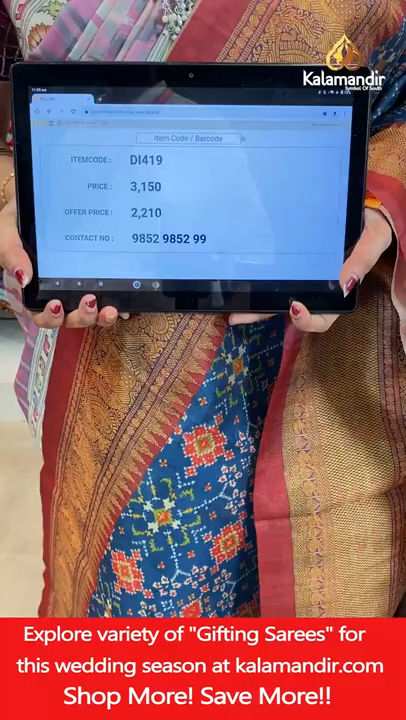 Kalamandir
Symbol Of South
Item Code / Barcode
ITEMCODE : DI419
PRICE : 3,150
OFFER PRICE : 2,210
CONTACT NO : 9852 9852 99
Explore variety of "Gifting Sarees" for
this wedding season at kalamandir.com
Shop More! Save More!!